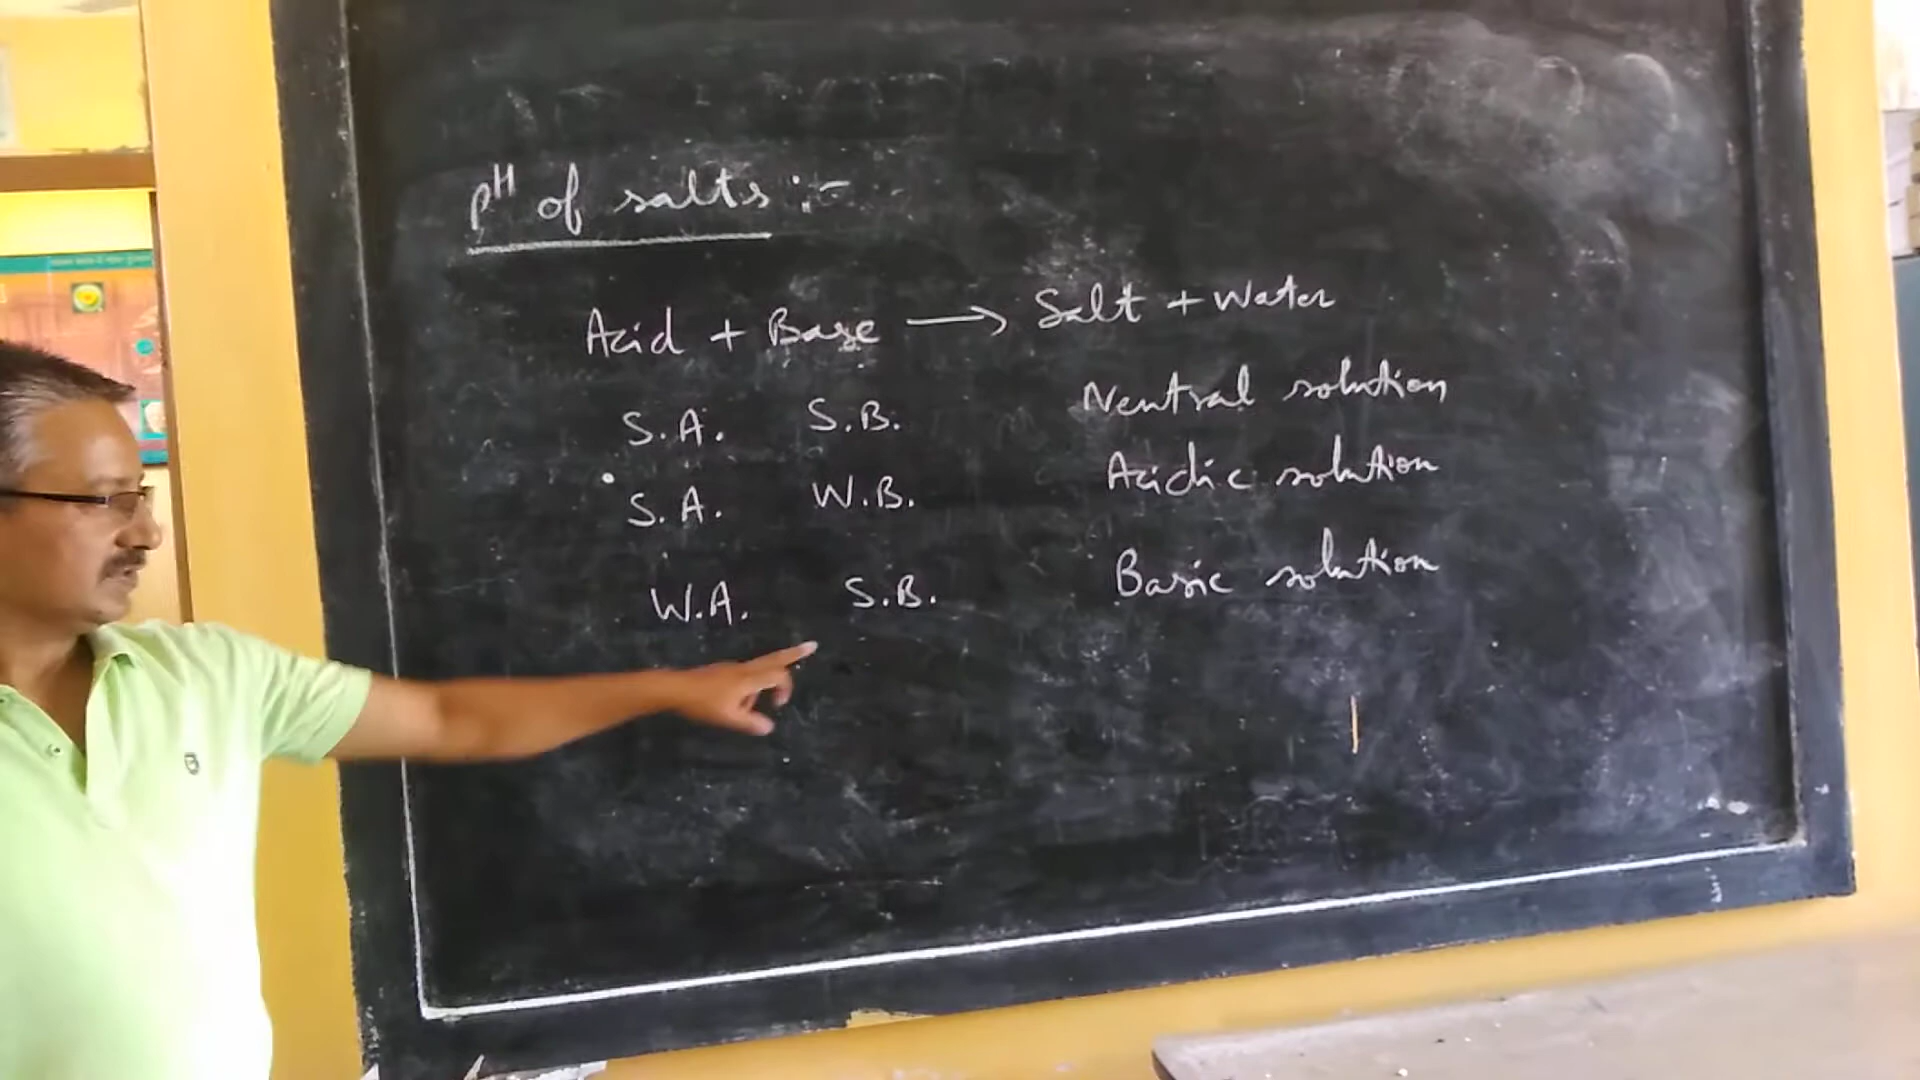 pH of salts :-
Acid + Base → Salt + Water
S.A. S.B. Neutral solution
S.A. W.B. Acidic solution
W.A. S.B. Basic solution